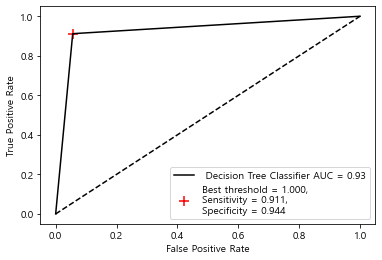 1.0
0.8
0.6
0.4
0.2
0.0
True Positive Rate
Decision Tree Classifier AUC = 0.93
Best threshold = 1.000,
Sensitivity = 0.911,
Specificity = 0.944
0.0 0.2 0.4 0.6 0.8 1.0
False Positive Rate